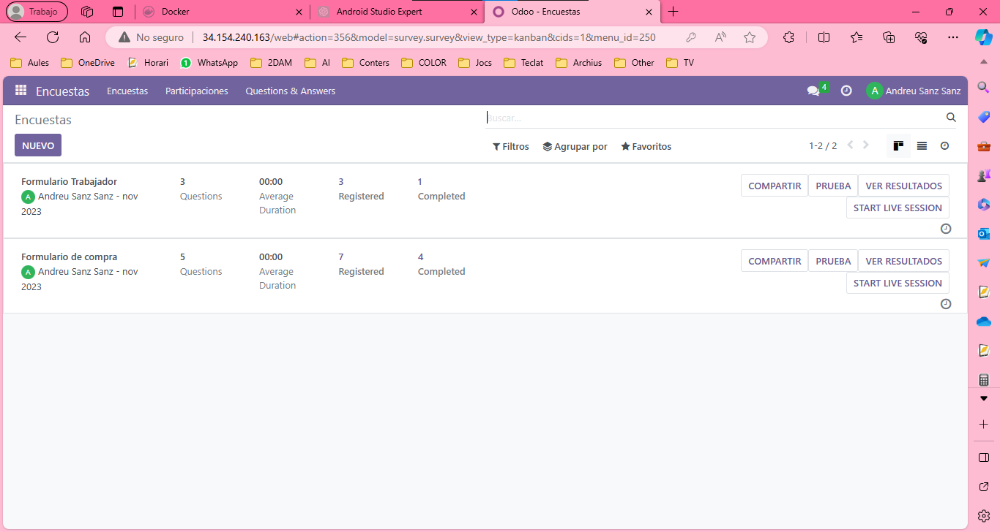 Trabajo
Docker
Android Studio Expert
Odoo - Encuestas
No seguro
34.154.240.163/web#action=356&model=survey.survey&view_type=kanban&cids=1&menu_id=250
Aules OneDrive Horari WhatsApp 2DAM AI Conters COLOR Jocs Teclat Archius Other TV
Encuestas Encuestas Participaciones Questions & Answers 4 A Andreu Sanz Sanz
Encuestas
Buscar...
NUEVO
Filtros Agrupar por Favoritos 1-2 / 2
Formulario Trabajador
A Andreu Sanz Sanz - nov
2023
3
Questions
00:00
Average
Duration
3
Registered
1
Completed
COMPARTIR PRUEBA VER RESULTADOS
START LIVE SESSION
Formulario de compra
A Andreu Sanz Sanz - nov
2023
5
Questions
00:00
Average
Duration
7
Registered
4
Completed
COMPARTIR PRUEBA VER RESULTADOS
START LIVE SESSION